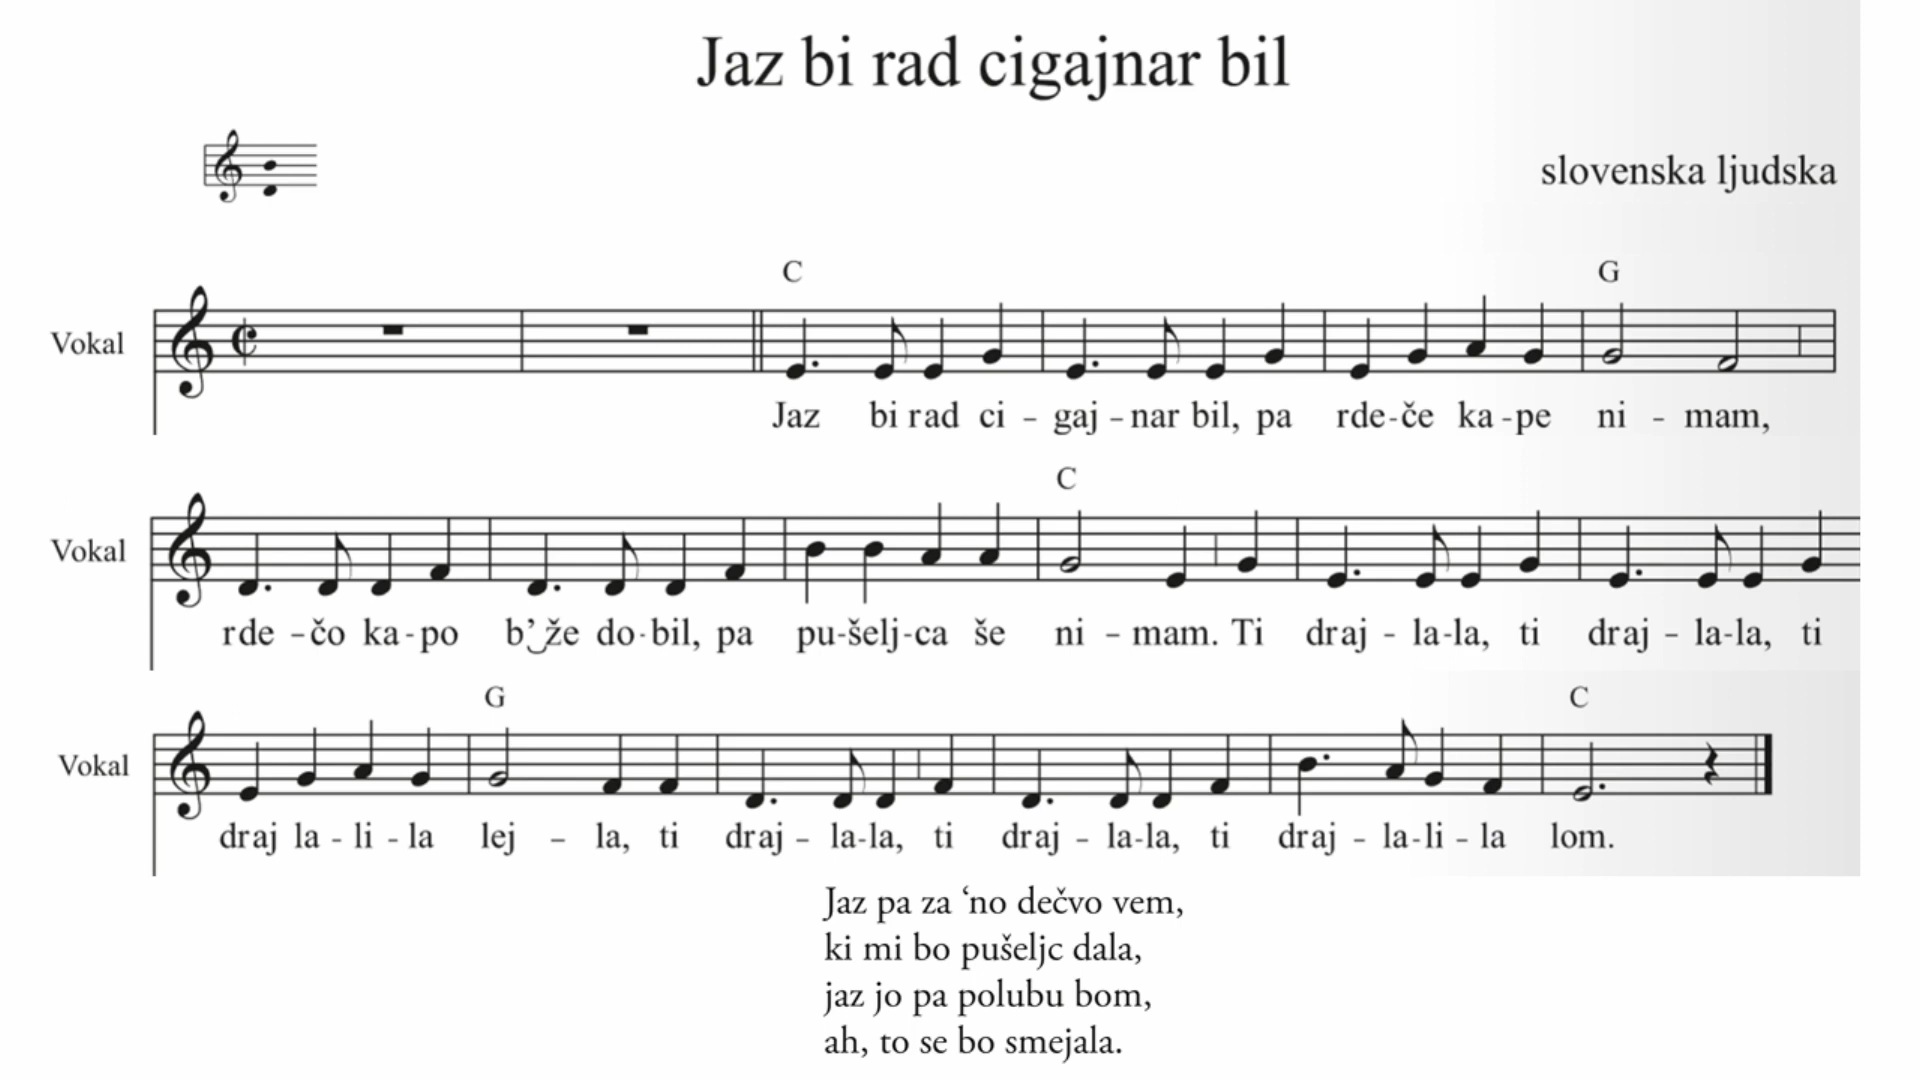 Jaz bi rad cigajnar bil
slovenska ljudska
C G
Vokal
Jaz bi rad ci - gaj - nar bil, pa rde - če ka - pe ni - mam,
C
Vokal
rde - čo ka - po b’‿že do - bil, pa pu - šelj - ca še ni - mam. Ti draj - la - la, ti draj - la - la, ti
G C
Vokal
draj la - li - la lej - la, ti draj - la - la, ti draj - la - la, ti draj - la - li - la lom.
Jaz pa za ‘no dečvo vem,
ki mi bo pušeljc dala,
jaz jo pa polubu bom,
ah, to se bo smejala.